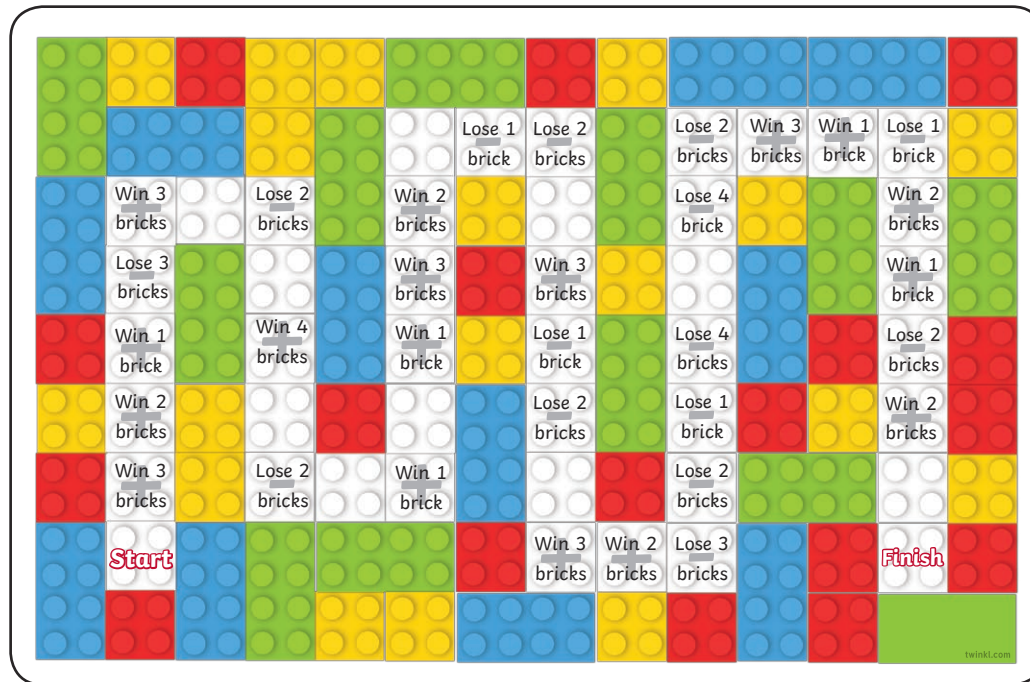 Lose 1
brick
Lose 2
bricks
Lose 2
bricks
Win 3
bricks
Win 1
brick
Lose 1
brick
Win 3
bricks
Lose 2
bricks
Win 2
bricks
Lose 4
brick
Win 2
bricks
Lose 3
bricks
Win 3
bricks
Win 3
bricks
Win 1
brick
Win 1
brick
Win 4
bricks
Win 1
brick
Lose 1
brick
Lose 4
bricks
Lose 2
bricks
Win 2
bricks
Lose 2
bricks
Lose 1
brick
Win 2
bricks
Win 3
bricks
Lose 2
bricks
Win 1
brick
Lose 2
bricks
Start
Win 3
bricks
Win 2
bricks
Lose 3
bricks
Finish
twinkl.com